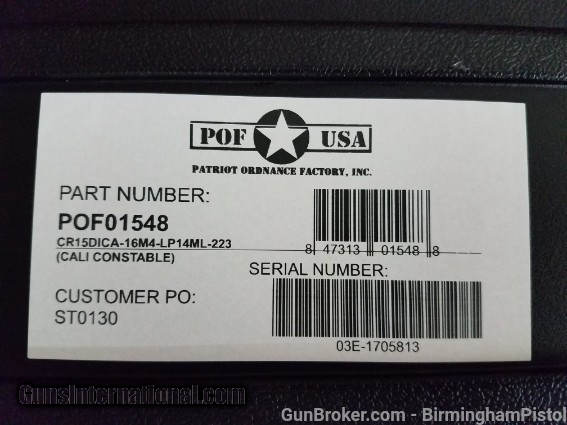 POF USA
PATRIOT ORDNANCE FACTORY, INC.
PART NUMBER:
POF01548
CR15DICA-16M4-LP14ML-223
(CALI CONSTABLE)
8 47313 01548 8
SERIAL NUMBER:
03E-1705813
CUSTOMER PO:
ST0130
GunsInternational.com
GunBroker.com - BirminghamPistol